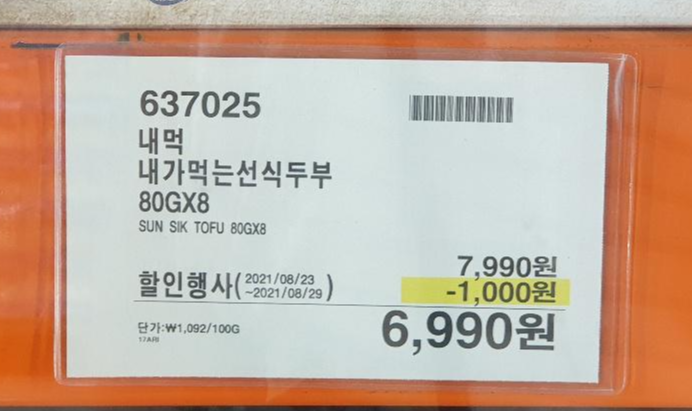 637025
내먹
내가먹는선식두부
80GX8
SUN SIK TOFU 80GX8
7,990원
할인행사( 2021/08/23
~2021/08/29 )
-1,000원
6,990원
단가:₩1,092/100G